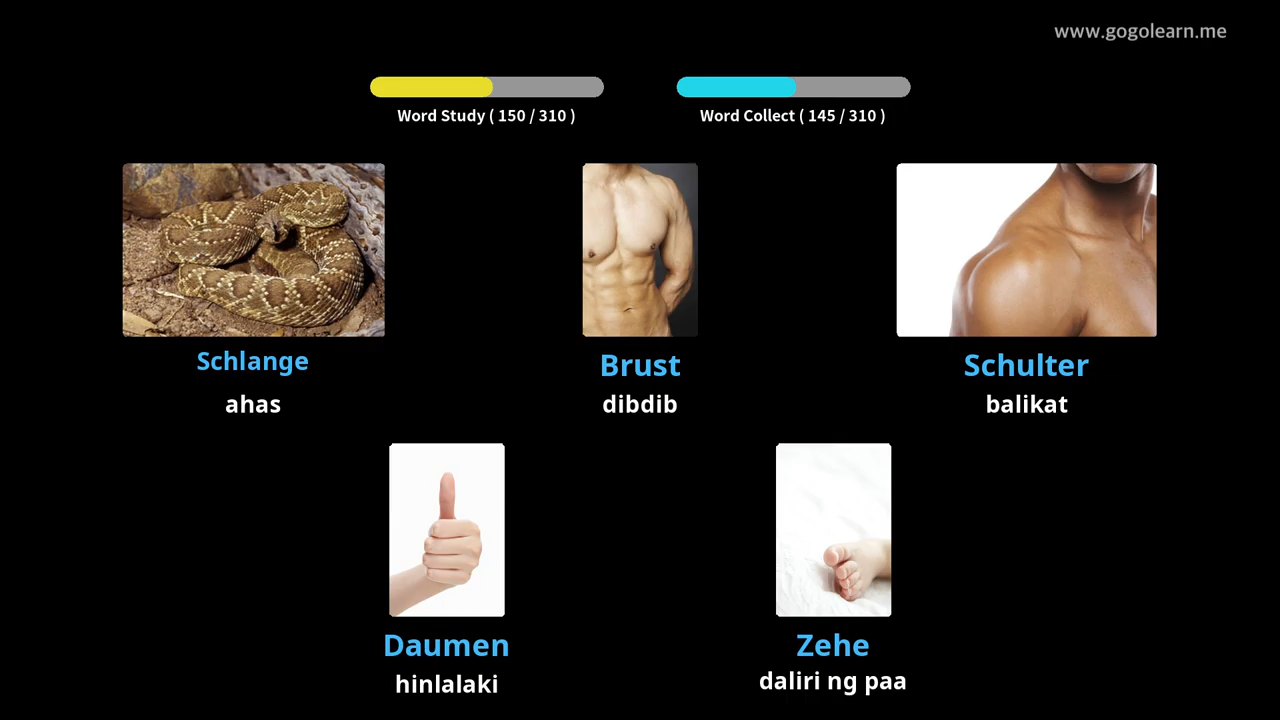 www.gogolearn.me
Word Study ( 150 / 310 )
Word Collect ( 145 / 310 )
Schlange
Brust
Schulter
ahas
dibdib
balikat
Daumen
Zehe
hinlalaki
daliri ng paa